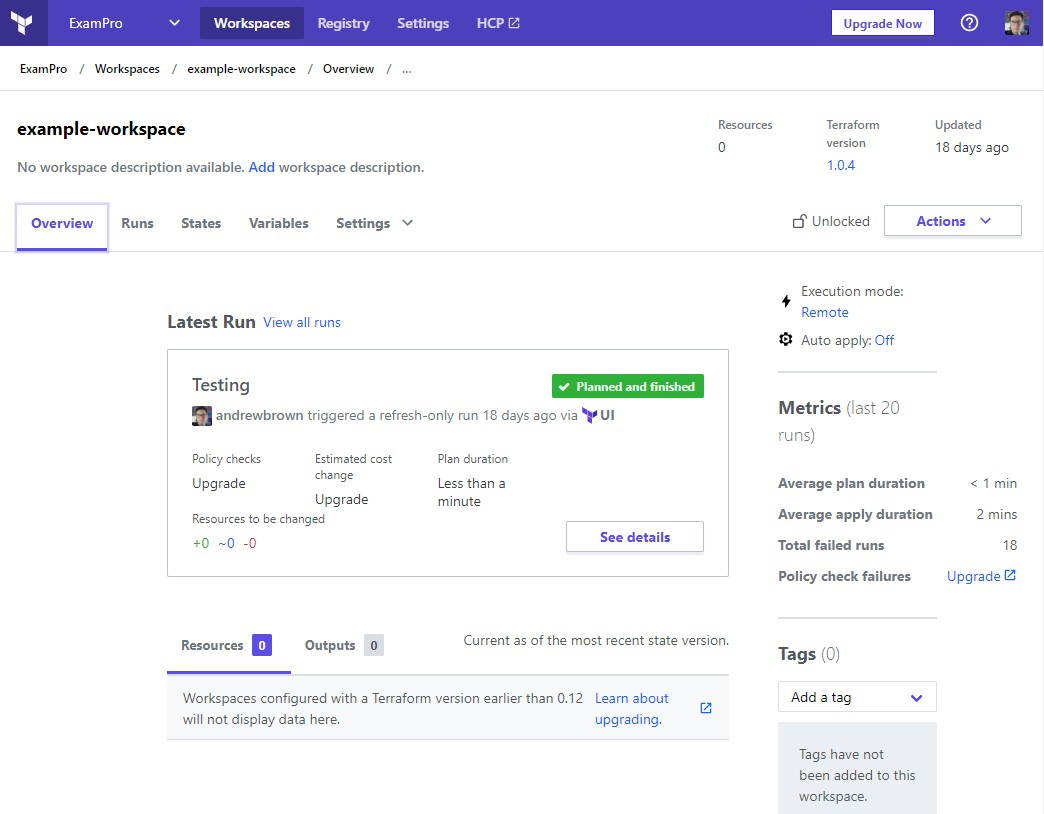 ExamPro Workspaces Registry Settings HCP Upgrade Now
ExamPro / Workspaces / example-workspace / Overview / ...
example-workspace
No workspace description available. Add workspace description.
Resources
0
Terraform
version
1.0.4
Updated
18 days ago
Overview Runs States Variables Settings
Unlocked
Actions
Latest Run View all runs
Testing
Planned and finished
andrewbrown triggered a refresh-only run 18 days ago via UI
Policy checks
Upgrade
Estimated cost
change
Upgrade
Plan duration
Less than a
minute
Resources to be changed
+0 ~0 -0
See details
Resources 0 Outputs 0
Current as of the most recent state version.
Workspaces configured with a Terraform version earlier than 0.12
will not display data here.
Learn about
upgrading.
Execution mode:
Remote
Auto apply: Off
Metrics (last 20
runs)
Average plan duration < 1 min
Average apply duration 2 mins
Total failed runs 18
Policy check failures Upgrade
Tags (0)
Add a tag
Tags have not
been added to this
workspace.